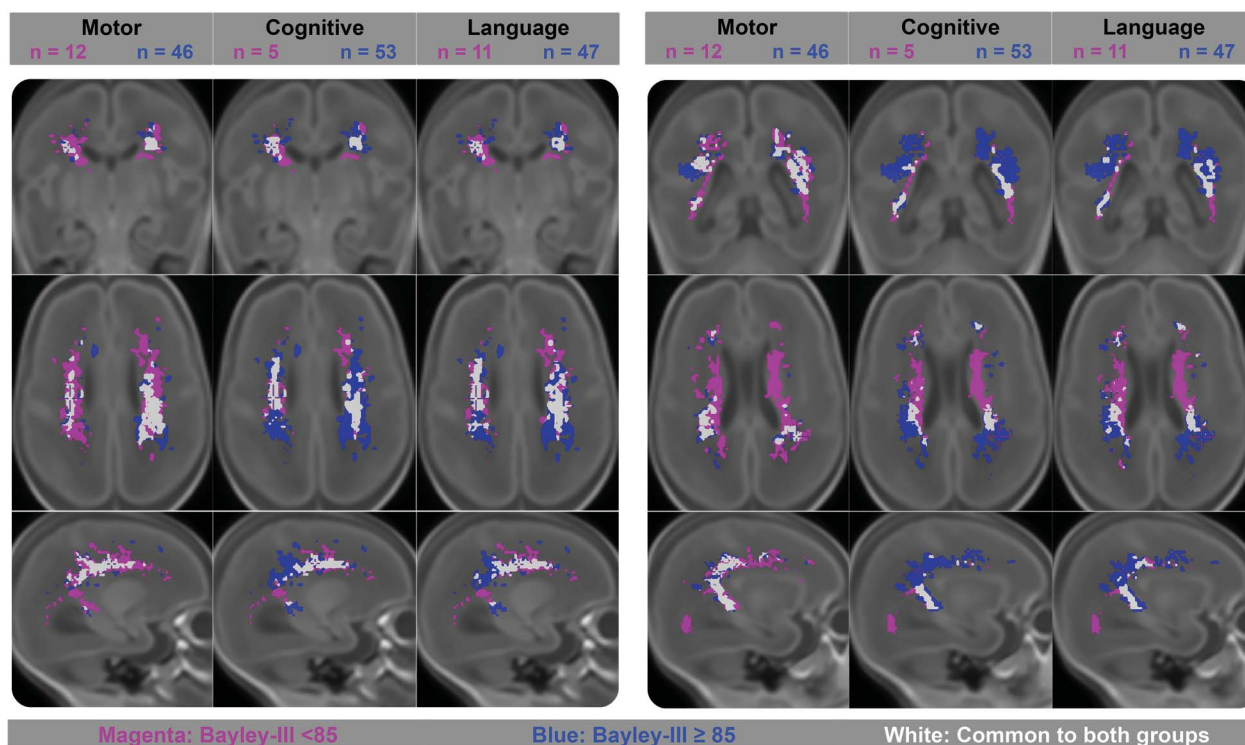 Motor Cognitive Language
n = 12 n = 46 n = 5 n = 53 n = 11 n = 47
Motor Cognitive Language
n = 12 n = 46 n = 5 n = 53 n = 11 n = 47
Magenta: Bayley-III <85 Blue: Bayley-III ≥ 85 White: Common to both groups